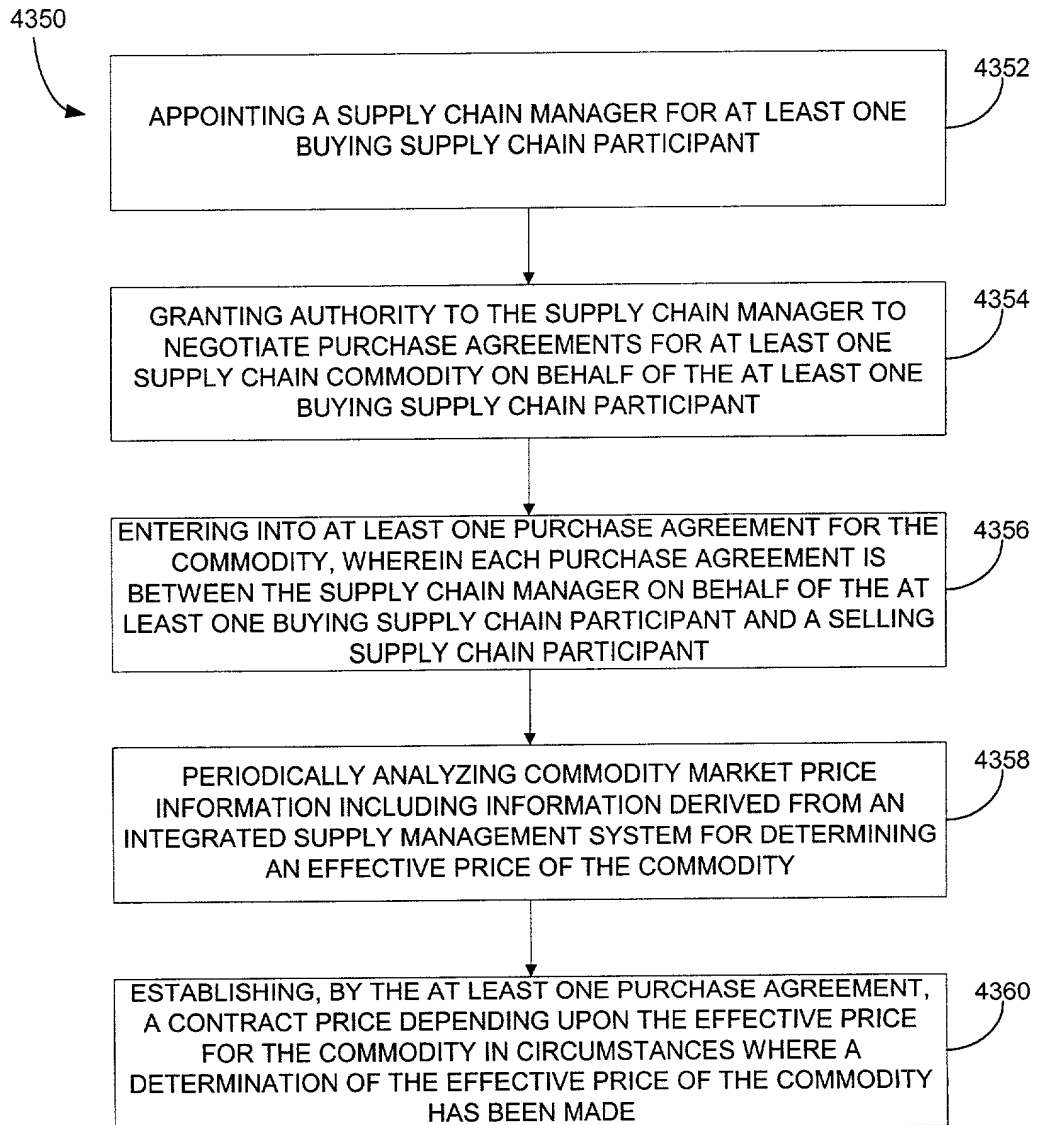 4350
4352
APPOINTING A SUPPLY CHAIN MANAGER FOR AT LEAST ONE
BUYING SUPPLY CHAIN PARTICIPANT
4354
GRANTING AUTHORITY TO THE SUPPLY CHAIN MANAGER TO
NEGOTIATE PURCHASE AGREEMENTS FOR AT LEAST ONE
SUPPLY CHAIN COMMODITY ON BEHALF OF THE AT LEAST ONE
BUYING SUPPLY CHAIN PARTICIPANT
4356
ENTERING INTO AT LEAST ONE PURCHASE AGREEMENT FOR THE
COMMODITY, WHEREIN EACH PURCHASE AGREEMENT IS
BETWEEN THE SUPPLY CHAIN MANAGER ON BEHALF OF THE AT
LEAST ONE BUYING SUPPLY CHAIN PARTICIPANT AND A SELLING
SUPPLY CHAIN PARTICIPANT
4358
PERIODICALLY ANALYZING COMMODITY MARKET PRICE
INFORMATION INCLUDING INFORMATION DERIVED FROM AN
INTEGRATED SUPPLY MANAGEMENT SYSTEM FOR DETERMINING
AN EFFECTIVE PRICE OF THE COMMODITY
4360
ESTABLISHING, BY THE AT LEAST ONE PURCHASE AGREEMENT,
A CONTRACT PRICE DEPENDING UPON THE EFFECTIVE PRICE
FOR THE COMMODITY IN CIRCUMSTANCES WHERE A
DETERMINATION OF THE EFFECTIVE PRICE OF THE COMMODITY
HAS BEEN MADE